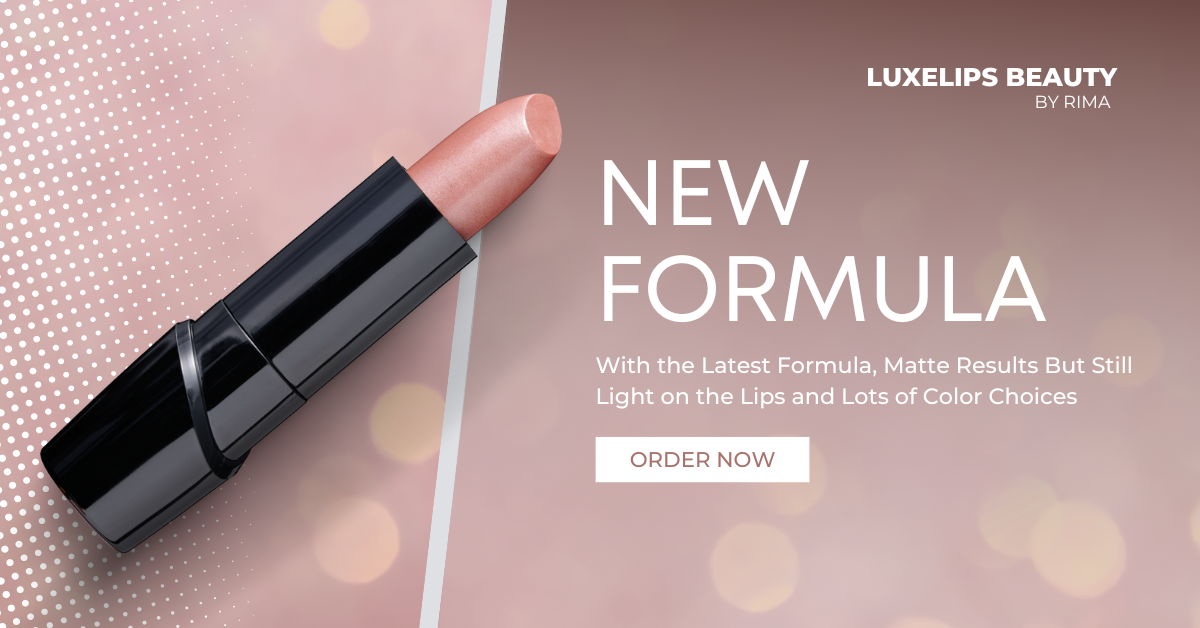 LUXELIPS BEAUTY
BY RIMA
NEW
FORMULA
With the Latest Formula, Matte Results But Still
Light on the Lips and Lots of Color Choices
ORDER NOW